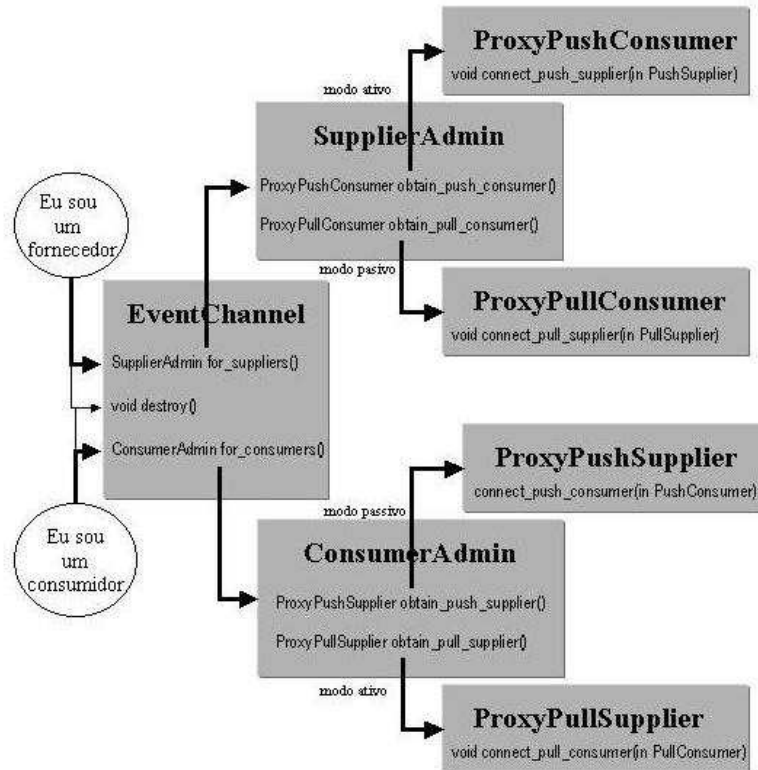 ProxyPushConsumer
void connect_push_supplier(in PushSupplier)
modo ativo
SupplierAdmin
ProxyPushConsumer obtain_push_consumer()
ProxyPullConsumer obtain_pull_consumer()
modo pasivo
ProxyPullConsumer
void connect_pull_supplier(in PullSupplier)
Eu sou
um
fornecedor
EventChannel
SupplierAdmin for_suppliers()
void destroy()
ConsumerAdmin for_consumers()
Eu sou
um
consumidor
ProxyPushSupplier
connect_push_consumer(in PushConsumer)
modo passivo
ConsumerAdmin
ProxyPushSupplier obtain_push_supplier()
ProxyPullSupplier obtain_pull_supplier()
modo ativo
ProxyPullSupplier
void connect_pull_consumer(in PullConsumer)